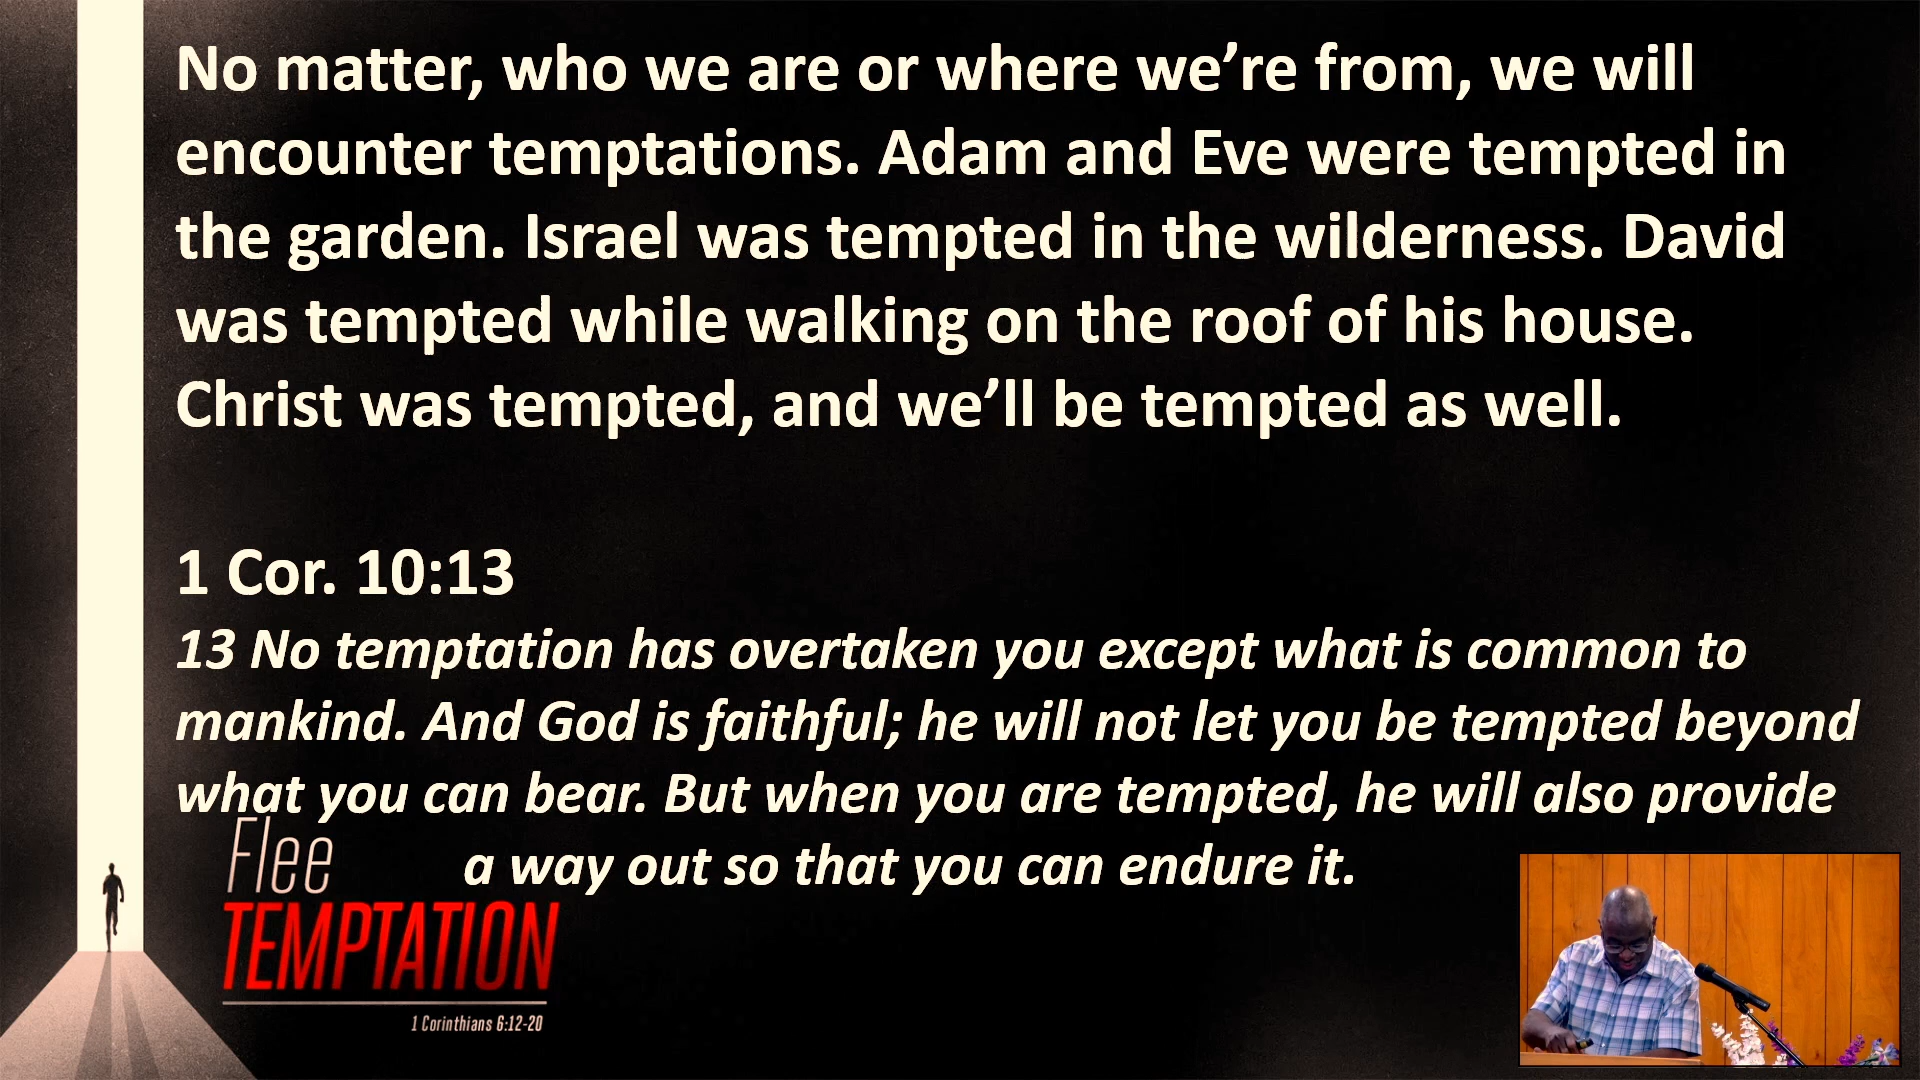 No matter, who we are or where we’re from, we will
encounter temptations. Adam and Eve were tempted in
the garden. Israel was tempted in the wilderness. David
was tempted while walking on the roof of his house.
Christ was tempted, and we’ll be tempted as well.
1 Cor. 10:13
13 No temptation has overtaken you except what is common to
mankind. And God is faithful; he will not let you be tempted beyond
what you can bear. But when you are tempted, he will also provide
a way out so that you can endure it.
Flee
TEMPTATION
1 Corinthians 6:12-20